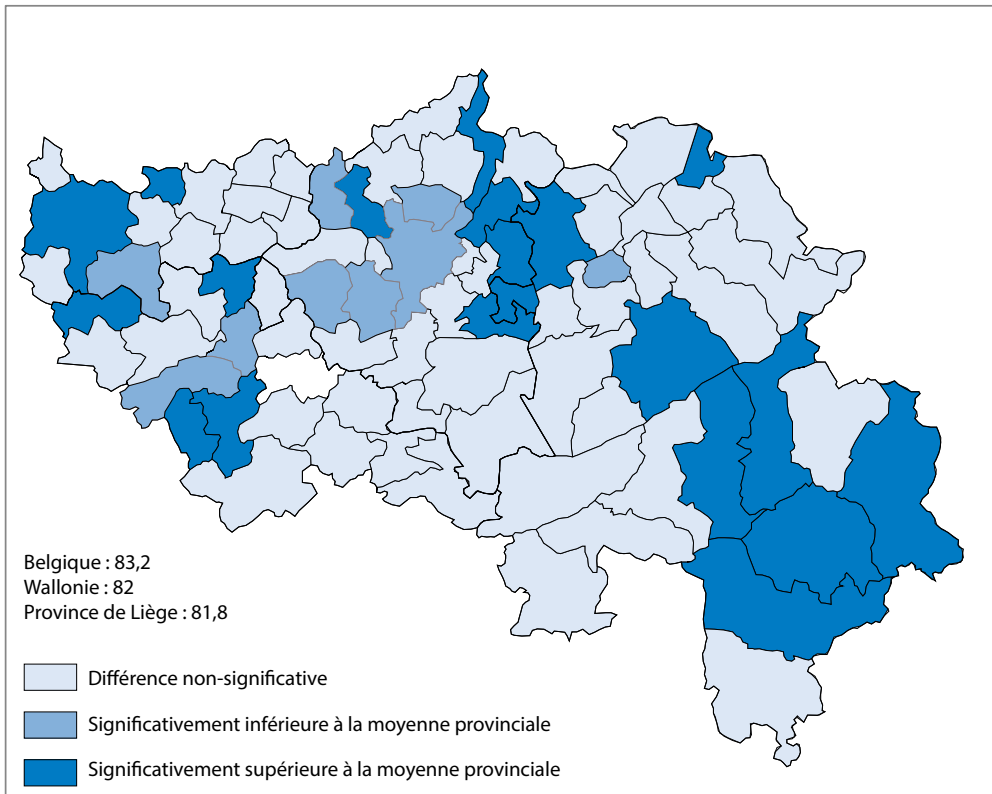 Belgique : 83,2
Wallonie : 82
Province de Liège : 81,8
Différence non-significative
Significativement inférieure à la moyenne provinciale
Significativement supérieure à la moyenne provinciale